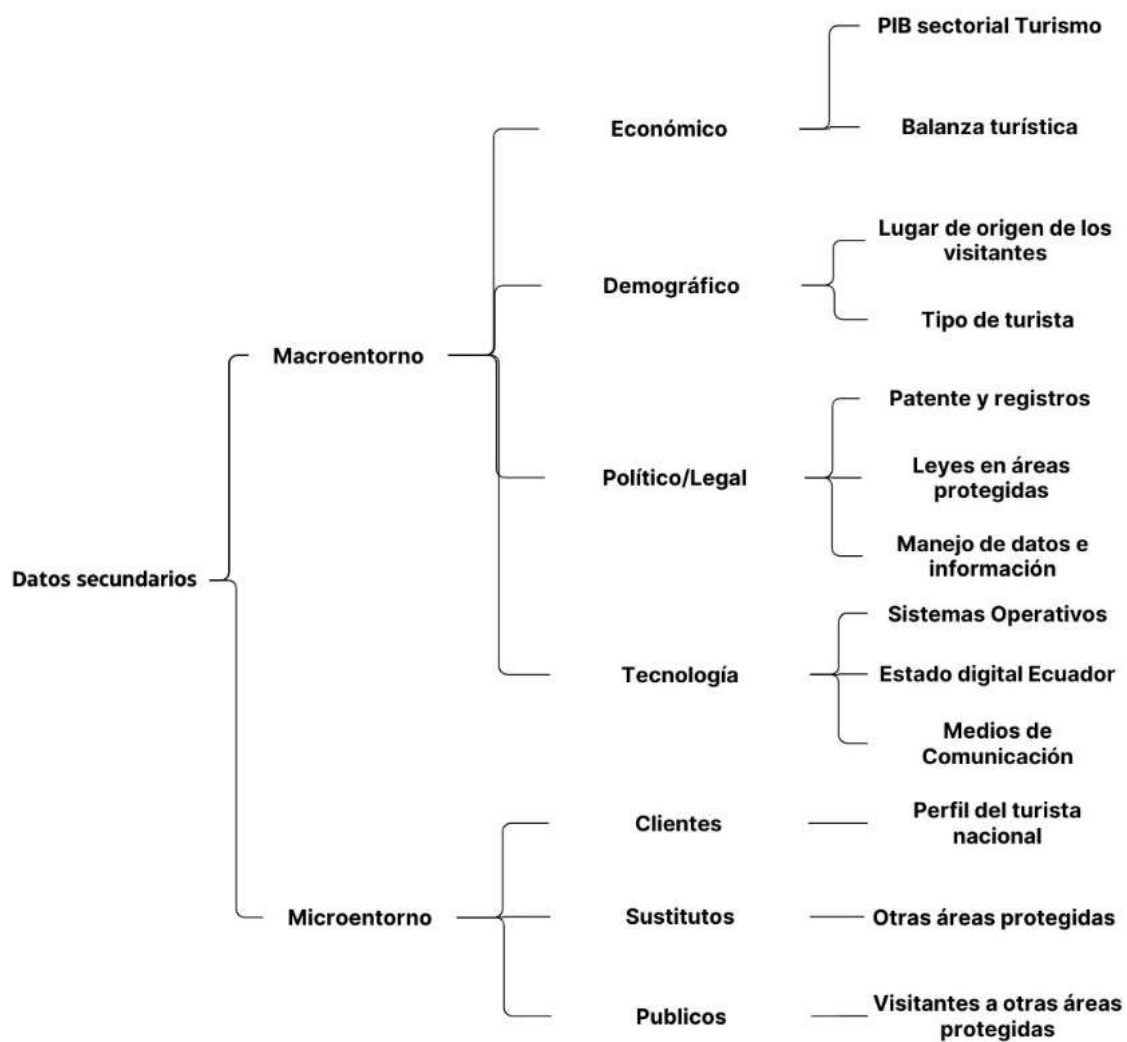 PIB sectorial Turismo
Económico
Balanza turística
Lugar de origen de los
visitantes
Demográfico
Tipo de turista
Macroentorno
Patente y registros
Político/Legal
Leyes en áreas
protegidas
Manejo de datos e
información
Datos secundarios
Sistemas Operativos
Tecnología
Estado digital Ecuador
Medios de
Comunicación
Clientes
Perfil del turista
nacional
Microentorno
Sustitutos
Otras áreas protegidas
Publicos
Visitantes a otras áreas
protegidas